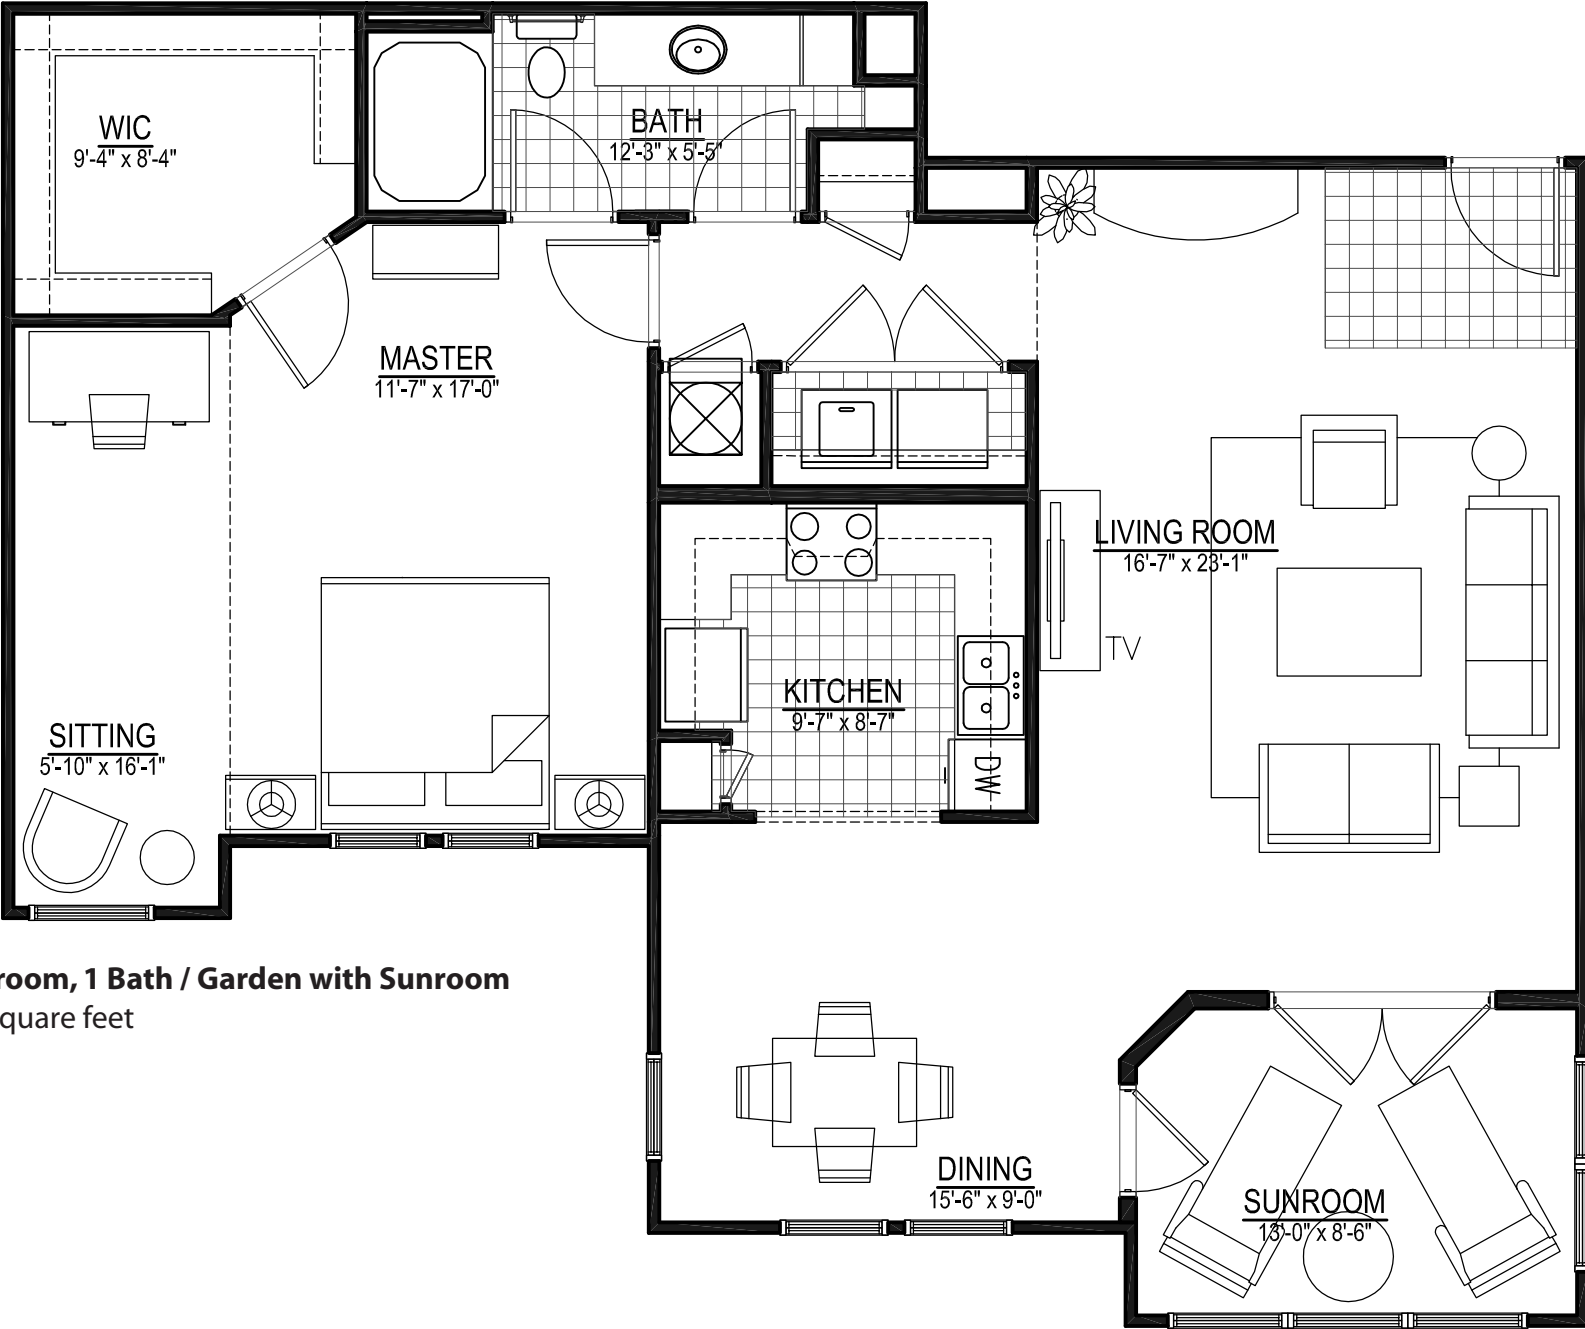 WIC
9'-4" x 8'-4"
BATH
12'-3" x 5'-5"
MASTER
11'-7" x 17'-0"
LIVING ROOM
16'-7" x 23'-1"
TV
KITCHEN
9'-7" x 8'-7"
DW
SITTING
5'-10" x 16'-1"
room, 1 Bath / Garden with Sunroom
quare feet
DINING
15'-6" x 9'-0"
SUNROOM
13'-0" x 8'-6"